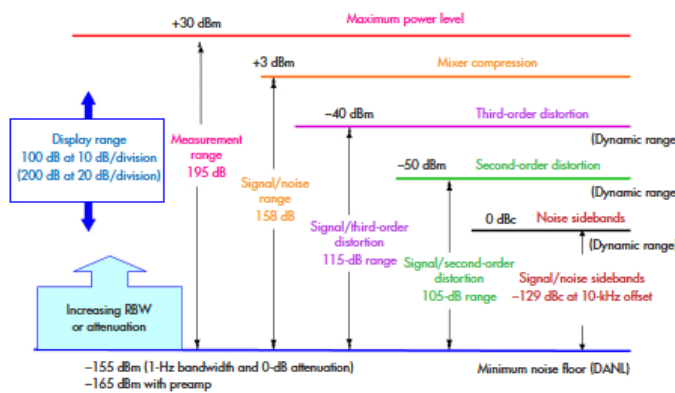 +30 dBm
Maximum power level
+3 dBm
Mixer compression
–40 dBm
Third-order distortion
(Dynamic range)
Display range
100 dB at 10 dB/division
(200 dB at 20 dB/division)
Measurement
range
195 dB
–50 dBm
Second-order distortion
(Dynamic range)
Signal/noise
range
158 dB
0 dBc
Noise sidebands
(Dynamic range)
Signal/third-order
distortion
115-dB range
Signal/second-order
distortion
105-dB range
Signal/noise sidebands
–129 dBc at 10-kHz offset
Increasing RBW
or attenuation
–155 dBm (1-Hz bandwidth and 0-dB attenuation)
–165 dBm with preamp
Minimum noise floor (DANL)